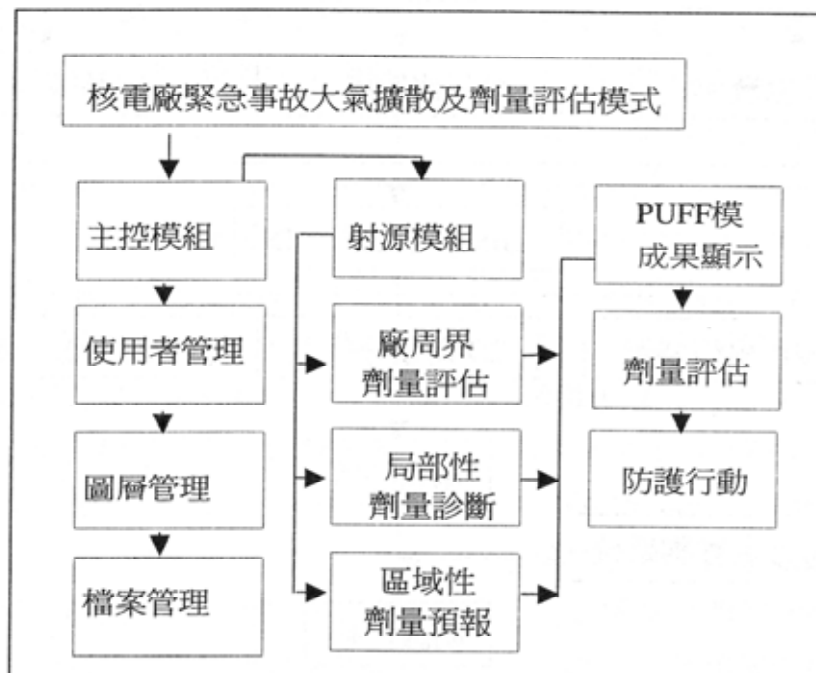 核電廠緊急事故大氣擴散及劑量評估模式
主控模組
使用者管理
圖層管理
檔案管理
射源模組
廠周界
劑量評估
局部性
劑量診斷
區域性
劑量預報
PUFF模
成果顯示
劑量評估
防護行動